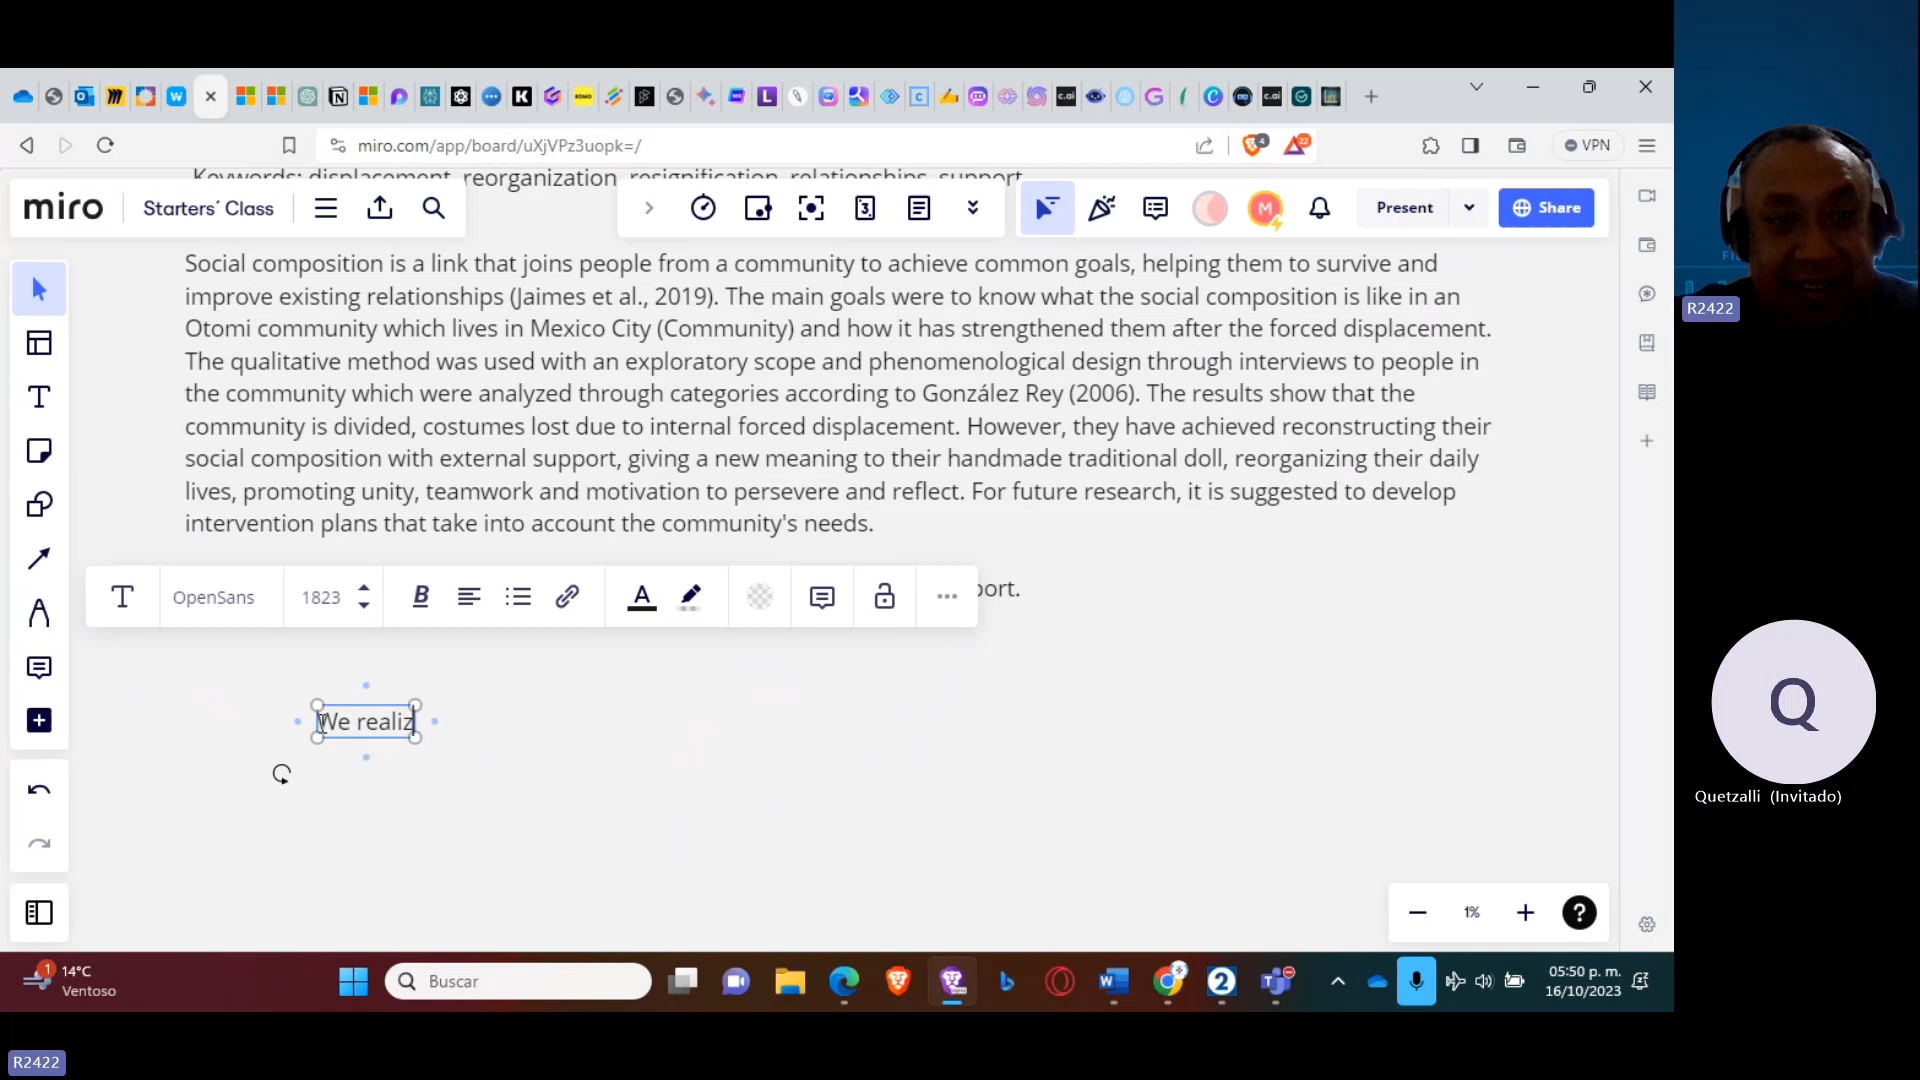 miro.com/app/board/uXjVPz3uopk=/
VPN
Keywords: displacement, reorganization, resignification, relationships, support
miro
Starters´ Class
M
Present
Share
Social composition is a link that joins people from a community to achieve common goals, helping them to survive and
improve existing relationships (Jaimes et al., 2019). The main goals were to know what the social composition is like in an
Otomi community which lives in Mexico City (Community) and how it has strengthened them after the forced displacement.
The qualitative method was used with an exploratory scope and phenomenological design through interviews to people in
the community which were analyzed through categories according to González Rey (2006). The results show that the
community is divided, costumes lost due to internal forced displacement. However, they have achieved reconstructing their
social composition with external support, giving a new meaning to their handmade traditional doll, reorganizing their daily
lives, promoting unity, teamwork and motivation to persevere and reflect. For future research, it is suggested to develop
intervention plans that take into account the community's needs.
port.
OpenSans
1823
We realiz
1%
14°C
Ventoso
Buscar
05:50 p. m.
16/10/2023
R2422
Q
Quetzalli (Invitado)
R2422